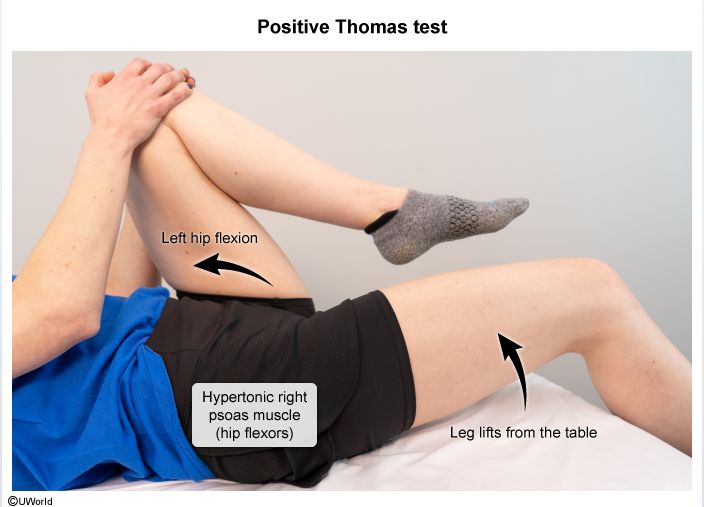 Positive Thomas test
Left hip flexion
Hypertonic right
psoas muscle
(hip flexors)
Leg lifts from the table
©UWorld